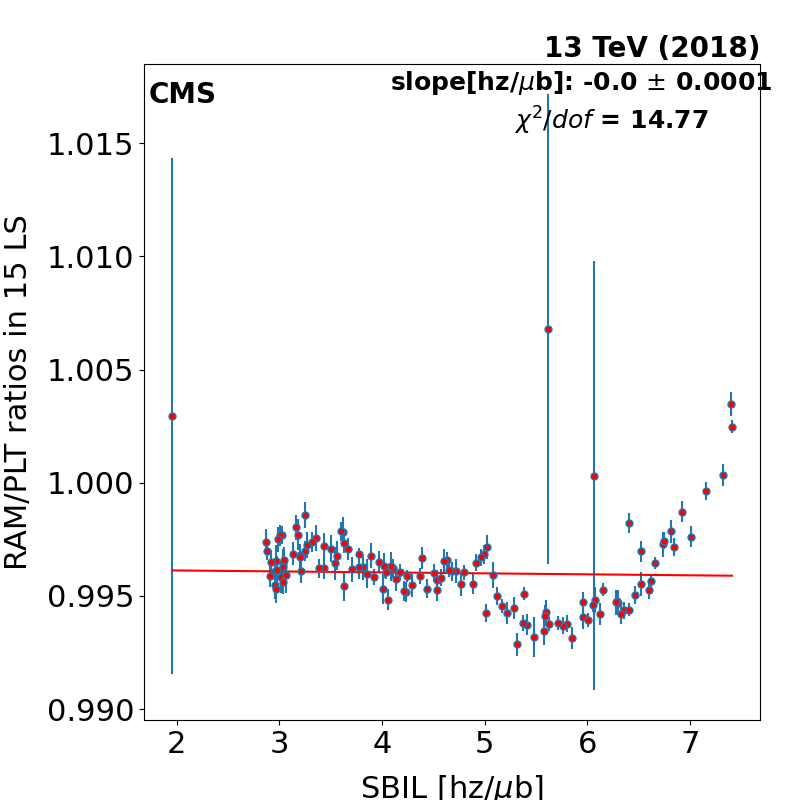 13 TeV (2018)
CMS
slope[hz/μb]: -0.0 ± 0.0001
χ²/dof = 14.77
RAM/PLT ratios in 15 LS
1.015
1.010
1.005
1.000
0.995
0.990
2 3 4 5 6 7
SBIL [hz/μb]